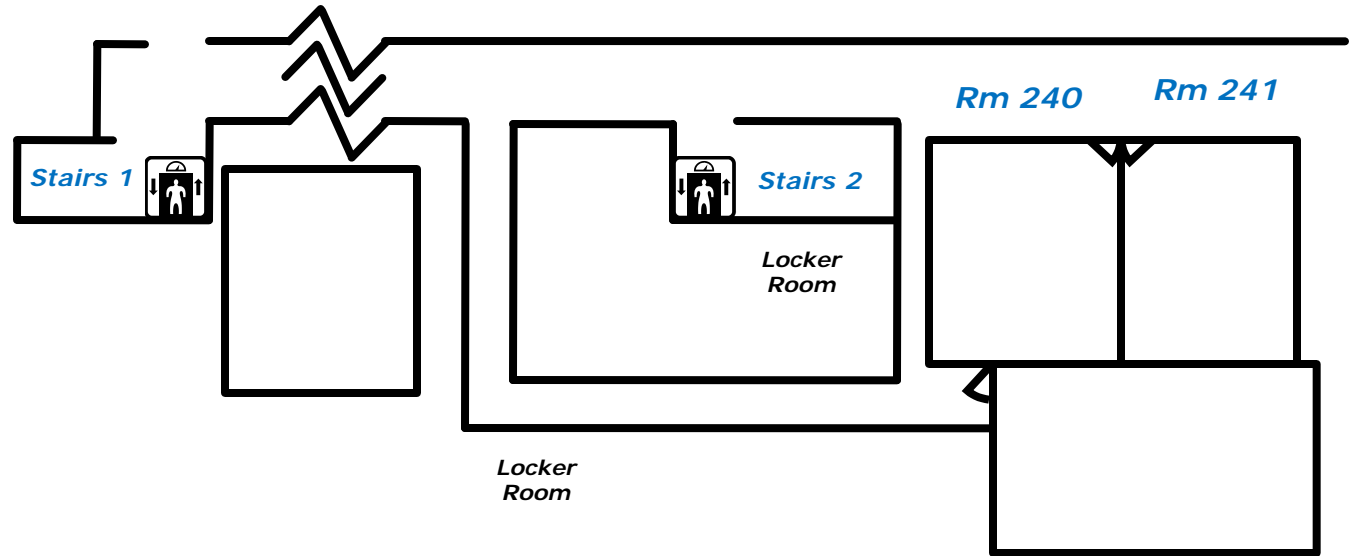 Rm 240
Rm 241
Stairs 1
Stairs 2
Locker
Room
Locker
Room